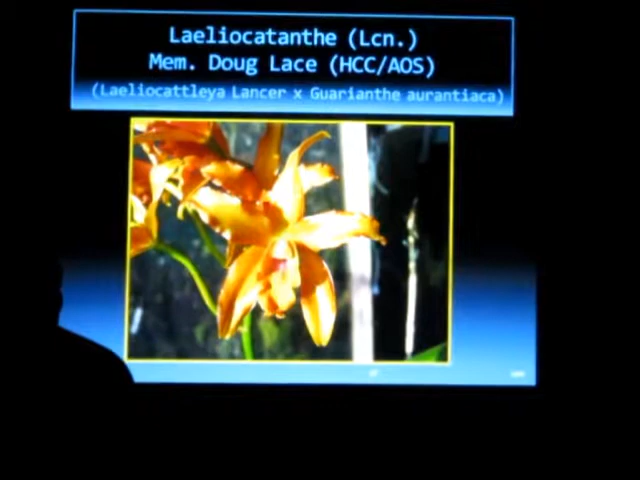 Laeliocatanthe (Lcn.)
Mem. Doug Lace (HCC/AOS)
(Laeliocattleya Lancer x Guarianthe aurantiaca)